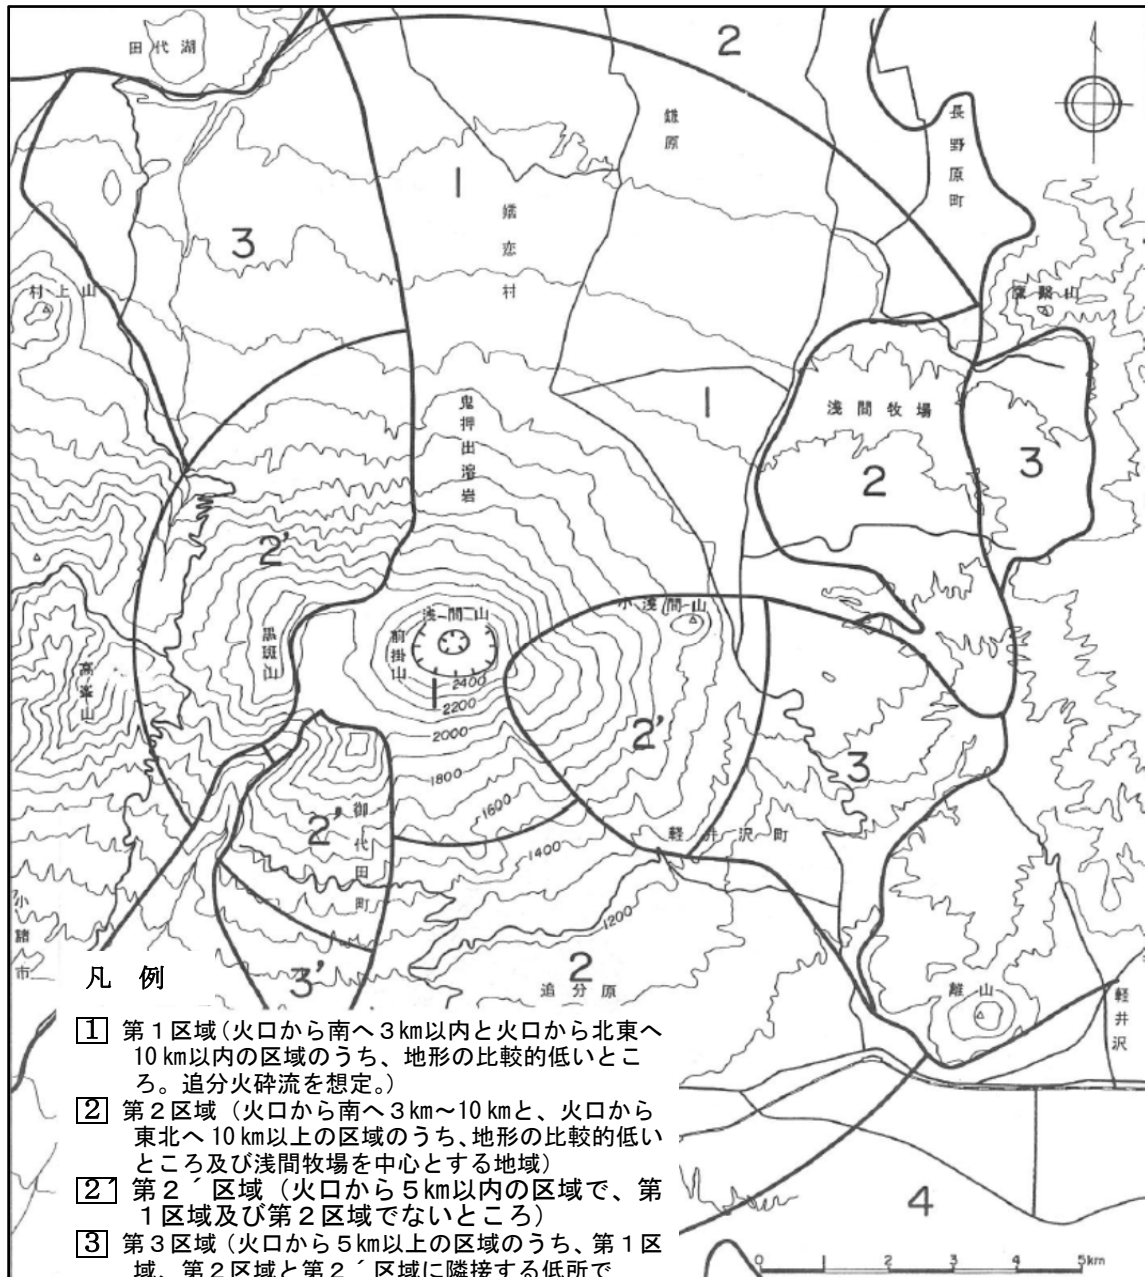 田代湖
2
鎌原
長野原町
1
嬬恋村
3
村上山
鷹繋山
鬼押出溶岩
1
浅間牧場
2
3
2'
小浅間山
浅間山
前掛山
黒斑山
高峯山
1
2400
2200
2000
1800
1600
1400
1200
2'
3
2'
御代田町
軽井沢町
小諸市
3'
2
追分原
離山
軽井沢
4
凡 例
1 第1区域(火口から南へ3km以内と火口から北東へ
10km以内の区域のうち、地形の比較的低いとこ
ろ。追分火砕流を想定。)
2 第2区域(火口から南へ3km~10kmと、火口から
東北へ10km以上の区域のうち、地形の比較的低い
ところ及び浅間牧場を中心とする地域)
2´ 第2´区域(火口から5km以内の区域で、第
1区域及び第2区域でないところ)
3 第3区域(火口から5km以上の区域のうち、第1区
域、第2区域と第2´区域に隣接する低所で
0 1 2 3 4 5km